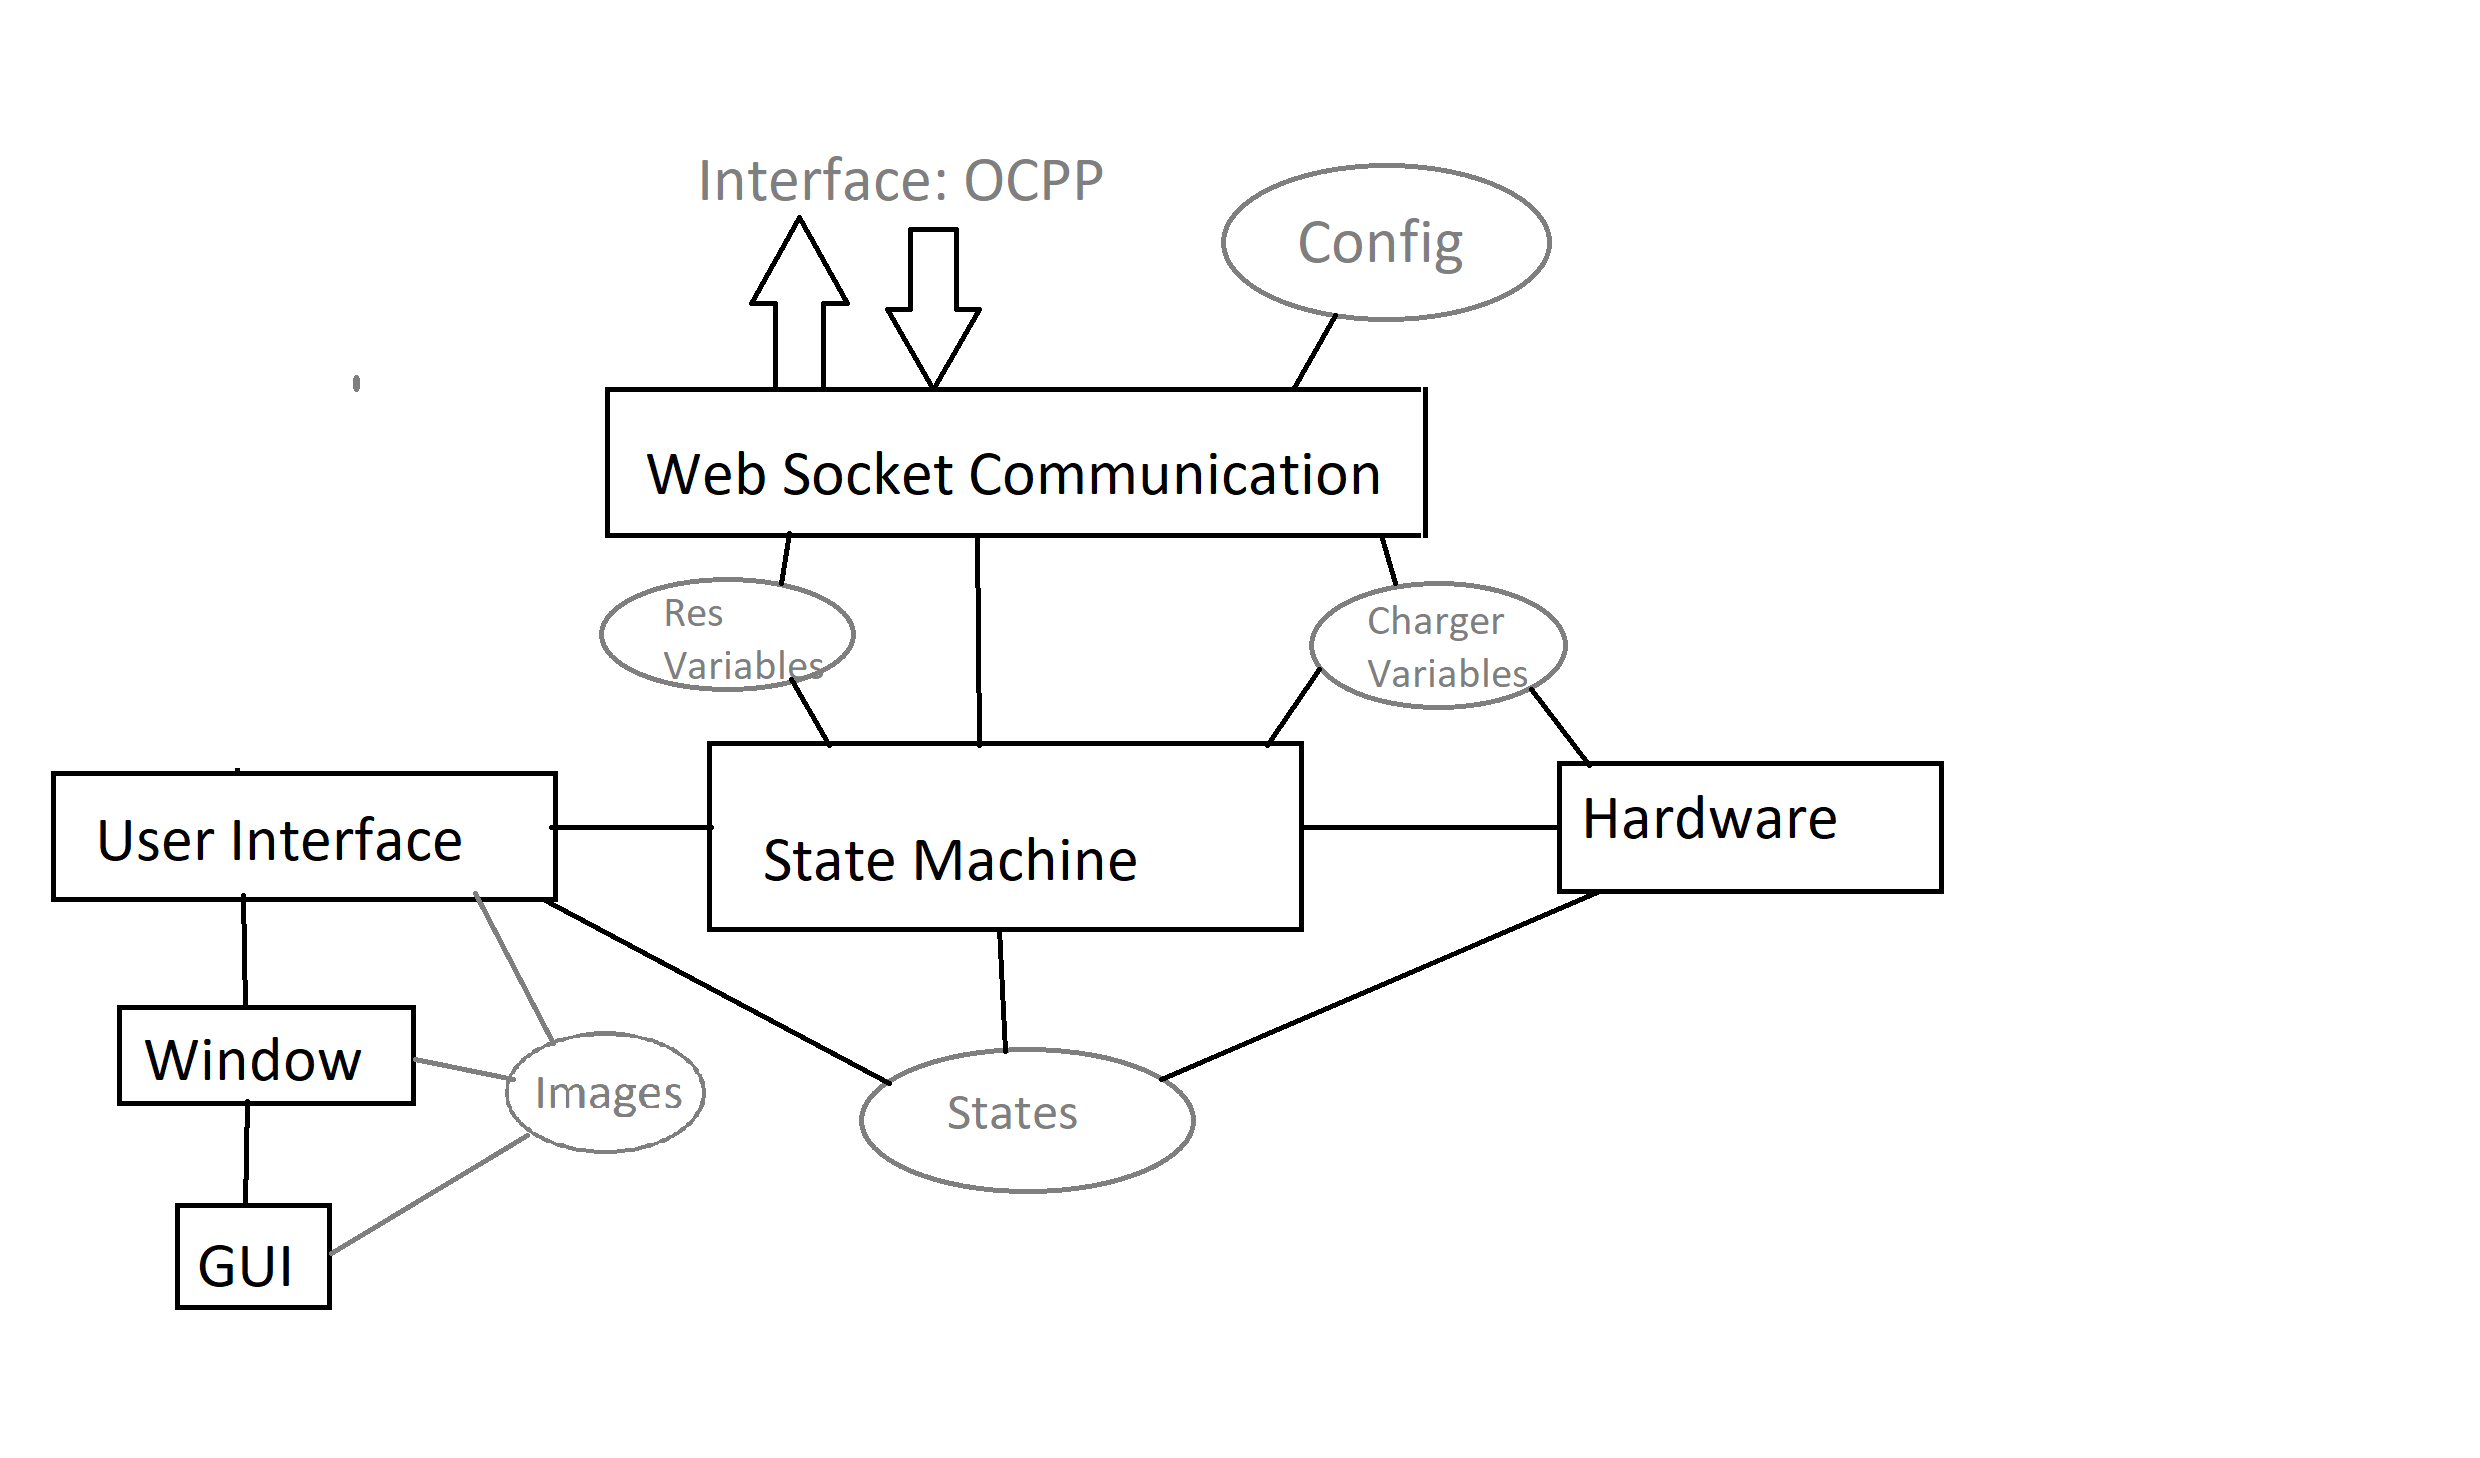 Interface: OCPP
Config
Web Socket Communication
Res
Variables
Charger
Variables
User Interface
State Machine
Hardware
Window
Images
States
GUI